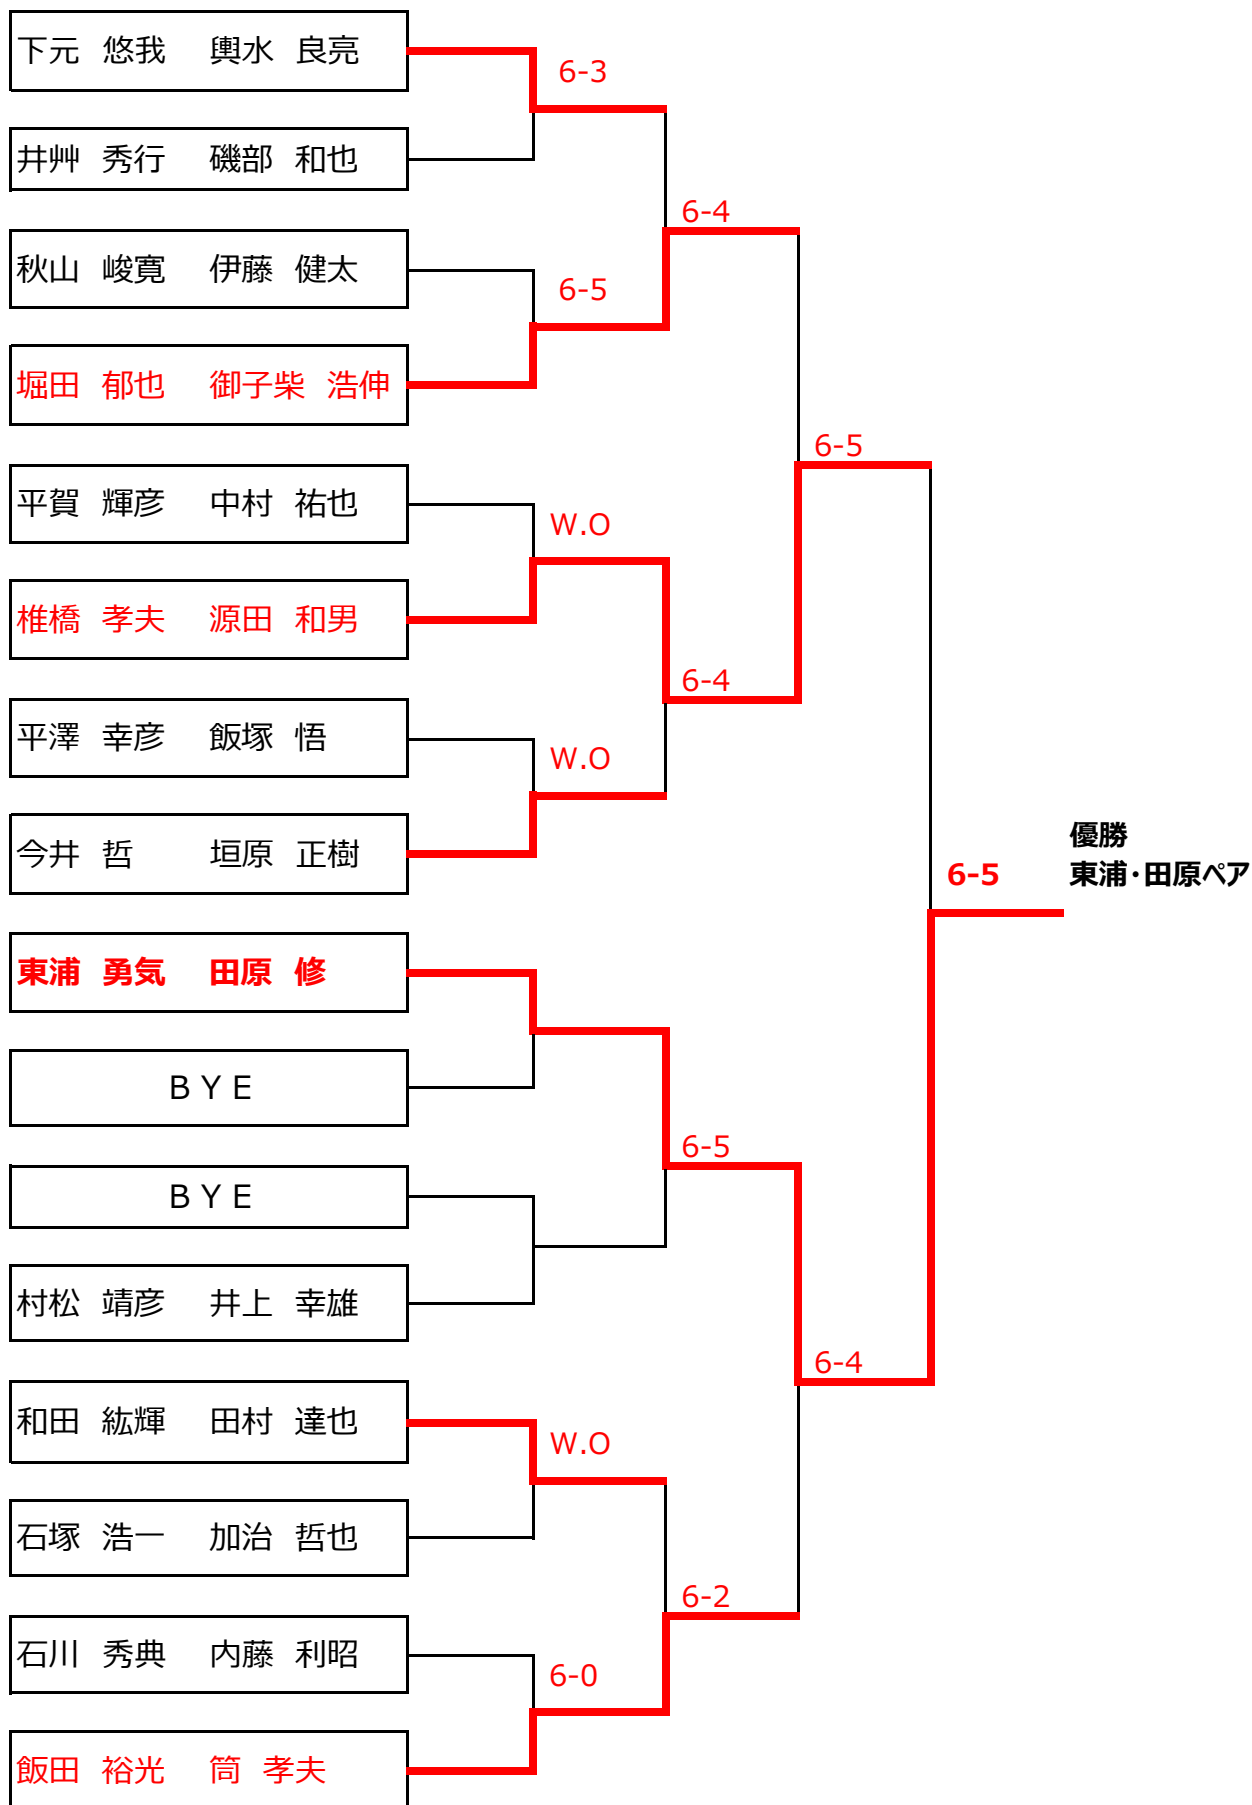 下元 悠我 輿水 良亮
6-3
井艸 秀行 磯部 和也
6-4
秋山 峻寛 伊藤 健太
6-5
堀田 郁也 御子柴 浩伸
6-5
平賀 輝彦 中村 祐也
W.O
椎橋 孝夫 源田 和男
6-4
平澤 幸彦 飯塚 悟
W.O
今井 哲 垣原 正樹
優勝
東浦・田原ペア
6-5
東浦 勇気 田原 修
ＢＹＥ
6-5
ＢＹＥ
村松 靖彦 井上 幸雄
6-4
和田 紘輝 田村 達也
W.O
石塚 浩一 加治 哲也
6-2
石川 秀典 内藤 利昭
6-0
飯田 裕光 筒 孝夫